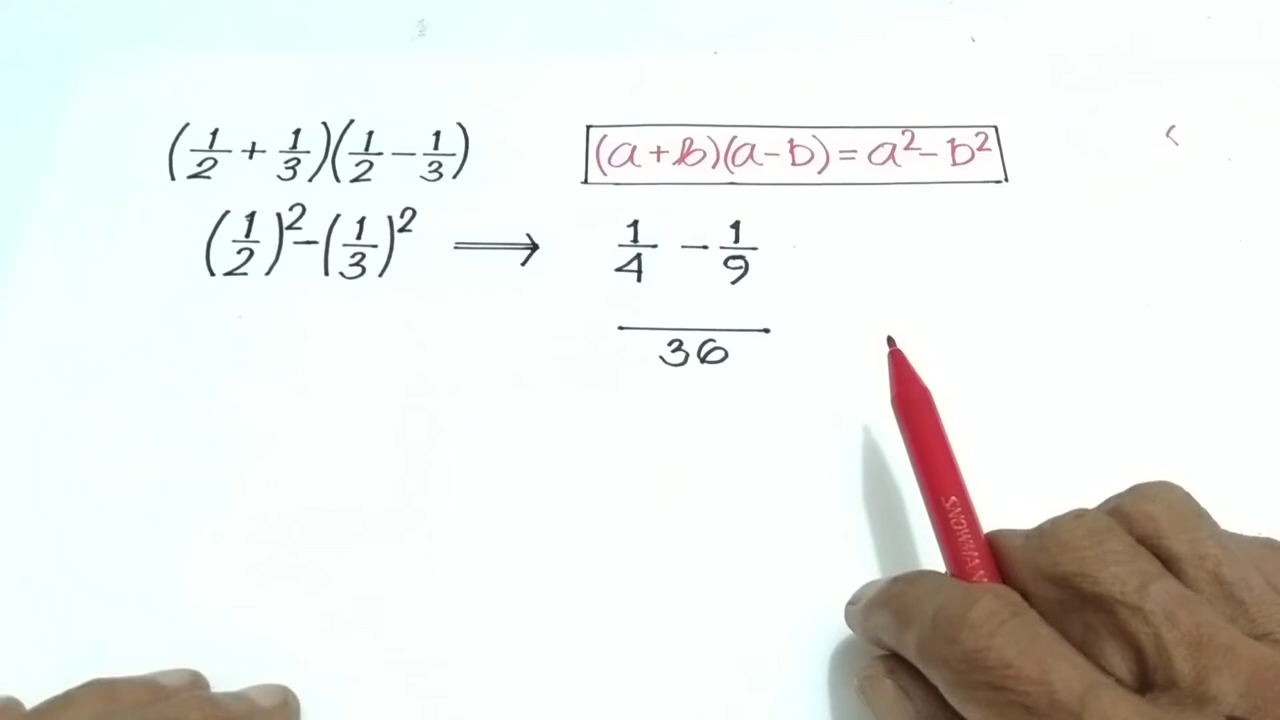 (1/2 + 1/3)(1/2 − 1/3)
(a+b)(a-b) = a²-b²
(1/2)² − (1/3)² ⟹ 1/4 − 1/9
36
SNOWMAN